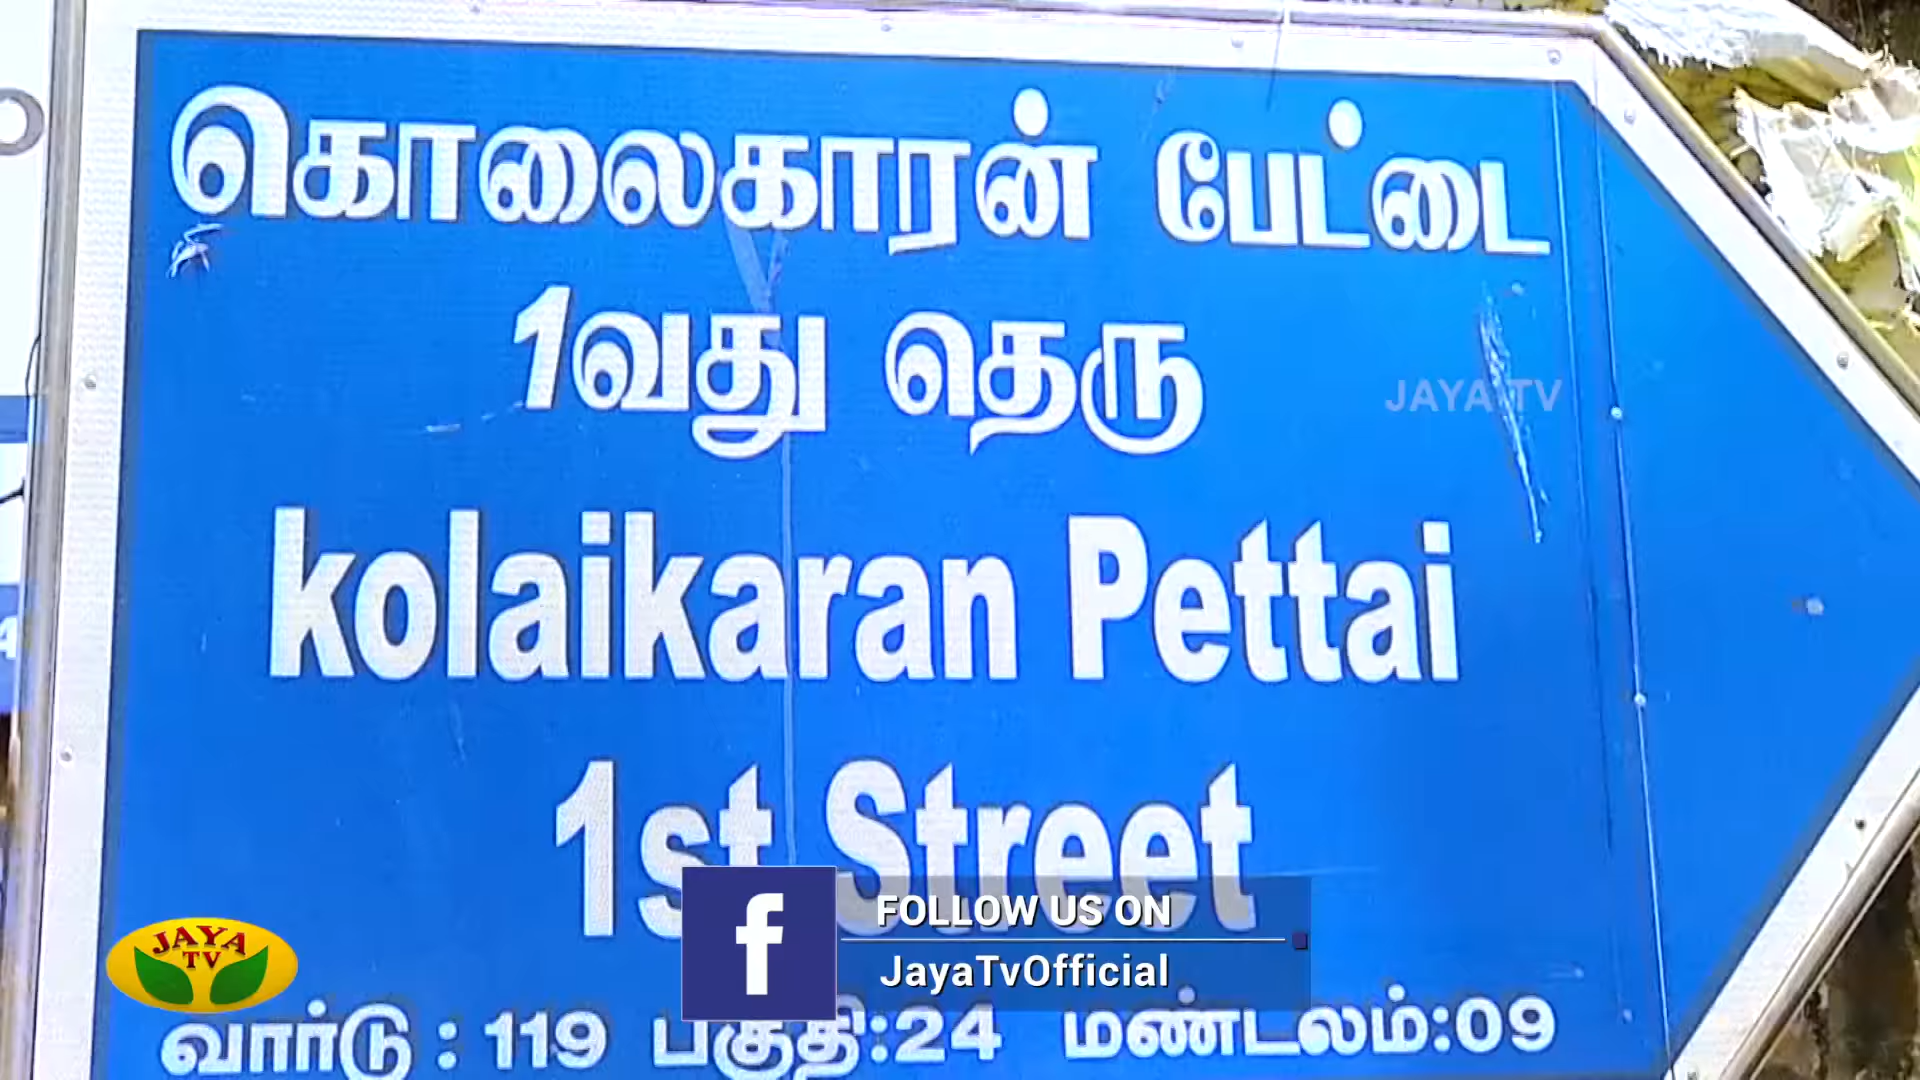 கொலைகாரன் பேட்டை
1வது தெரு
JAYA TV
kolaikaran Pettai
1st Street
FOLLOW US ON
JayaTvOfficial
JAYA
TV
வார்டு : 119 பகுதி:24 மண்டலம்:09